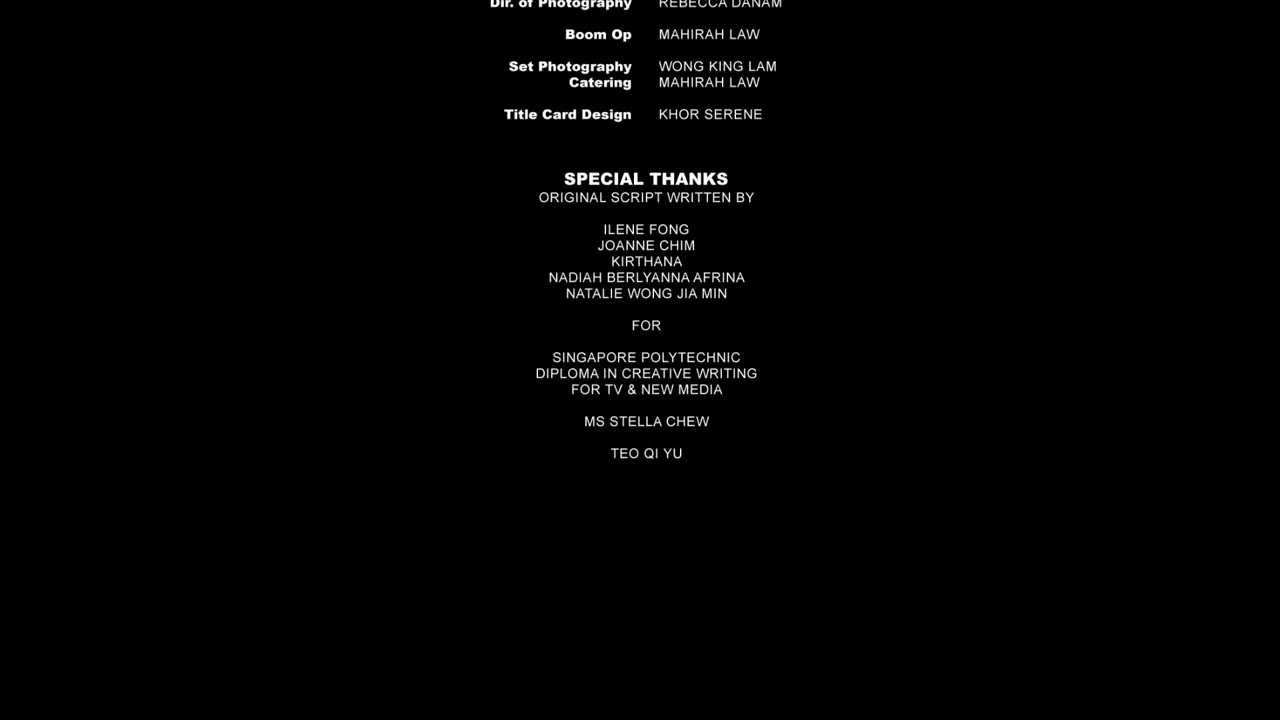 Dir. of Photography REBECCA DANAM
Boom Op MAHIRAH LAW
Set Photography WONG KING LAM
Catering MAHIRAH LAW
Title Card Design KHOR SERENE
SPECIAL THANKS
ORIGINAL SCRIPT WRITTEN BY
ILENE FONG
JOANNE CHIM
KIRTHANA
NADIAH BERLYANNA AFRINA
NATALIE WONG JIA MIN
FOR
SINGAPORE POLYTECHNIC
DIPLOMA IN CREATIVE WRITING
FOR TV & NEW MEDIA
MS STELLA CHEW
TEO QI YU